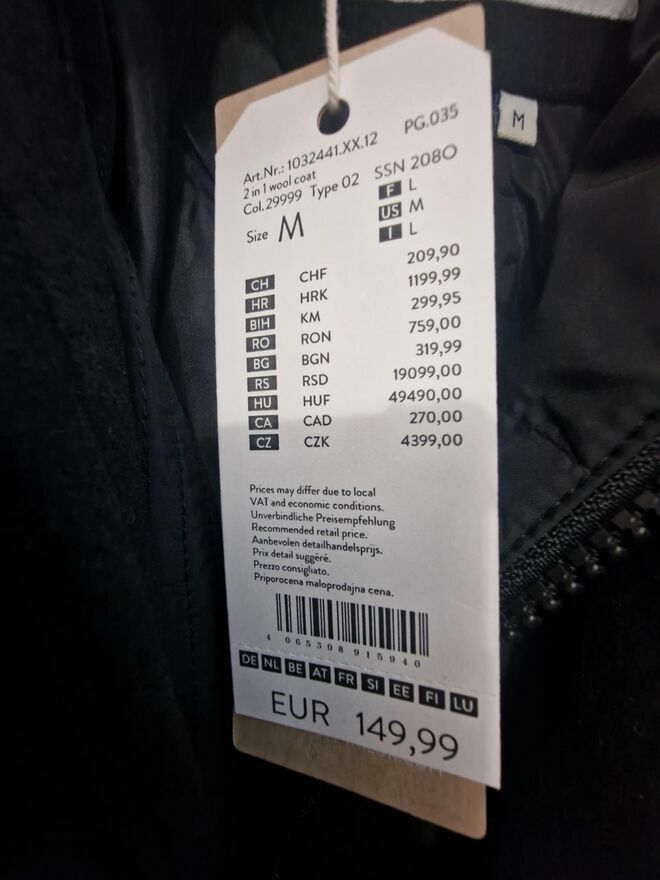 Art.Nr.: 1032441.XX.12 PG.035
2 in 1 wool coat
Col.29999 Type 02 SSN 2080
Size M
F L
US M
I L
CH CHF 209,90
HR HRK 1199,99
BIH KM 299,95
RO RON 759,00
BG BGN 319,99
RS RSD 19099,00
HU HUF 49490,00
CA CAD 270,00
CZ CZK 4399,00
Prices may differ due to local
VAT and economic conditions.
Unverbindliche Preisempfehlung
Recommended retail price.
Aanbevolen detailhandelsprijs.
Prix detail suggéré.
Prezzo consigliato.
Priporocena maloprodajna cena.
4 065308 915940
DE NL BE AT FR SI EE FI LU
EUR 149,99
M